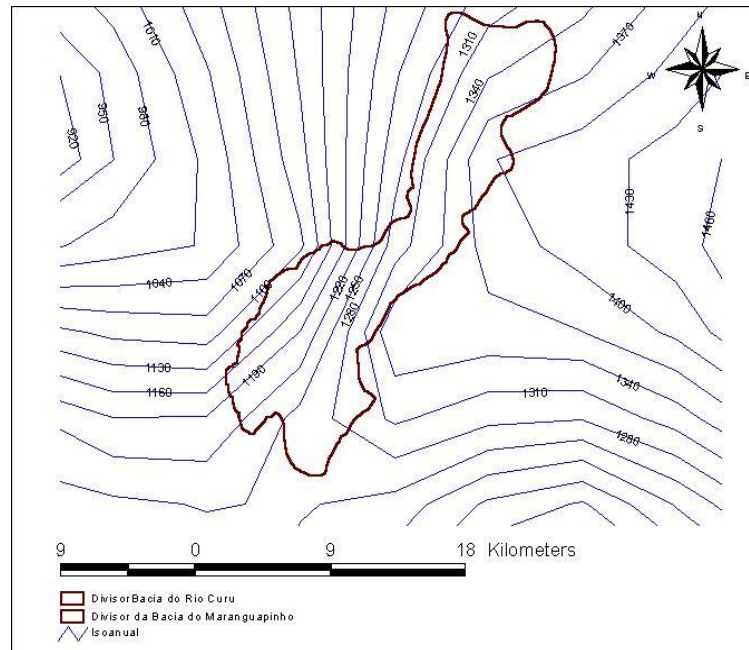 N
W
E
S
1010
950
980
920
1310
1340
1370
1430
1460
1040
1070
1100
1220
1250
1280
1400
1130
1160
1190
1340
1310
1280
9 0 9 18 Kilometers
Divisor Bacia do Rio Curu
Divisor da Bacia do Maranguapinho
Isoanual